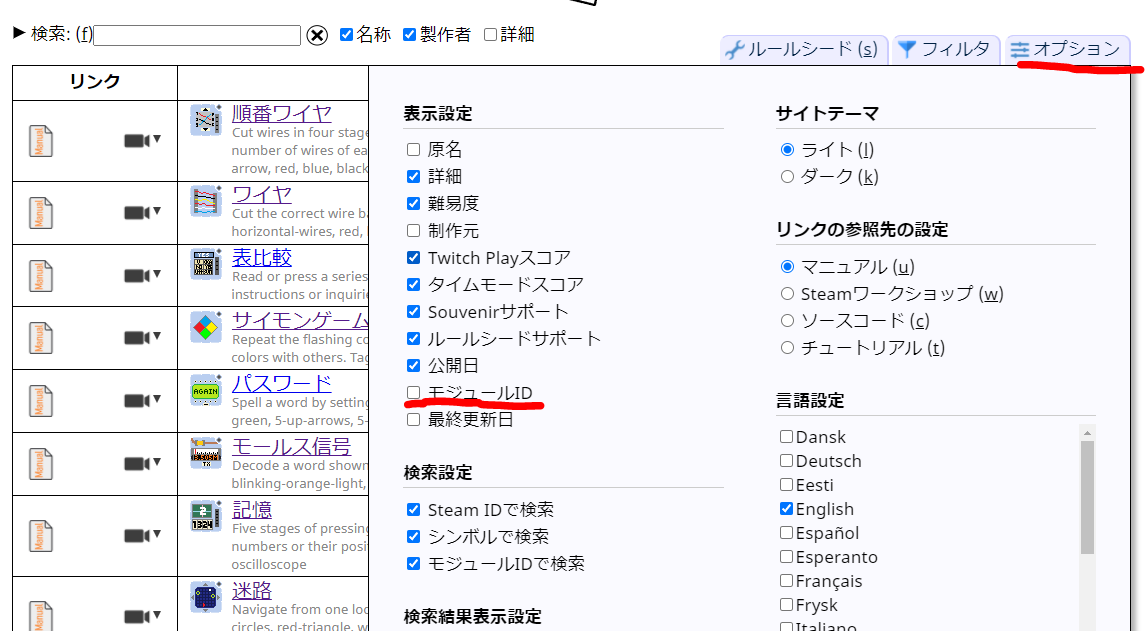 ▶ 検索: (f)
名称 製作者 詳細
ルールシード (s) フィルタ オプション
リンク
Manual
順番ワイヤ
Cut wires in four stage
number of wires of ea
arrow, red, blue, black
Manual
ワイヤ
Cut the correct wire ba
horizontal-wires, red,
Manual
表比較
Read or press a series
instructions or inquirie
Manual
サイモンゲーム
Repeat the flashing co
colors with others. Tag
Manual
AGAIN
パスワード
Spell a word by setting
green, 5-up-arrows, 5-
Manual
TX
モールス信号
Decode a word shown
blinking-orange-light,
Manual
1324
記憶
Five stages of pressing
numbers or their posi
oscilloscope
Manual
迷路
Navigate from one loc
circles, red-triangle, w
表示設定
原名
詳細
難易度
制作元
Twitch Playスコア
タイムモードスコア
Souvenirサポート
ルールシードサポート
公開日
モジュールID
最終更新日
検索設定
Steam IDで検索
シンボルで検索
モジュールIDで検索
検索結果表示設定
サイトテーマ
ライト (l)
ダーク (k)
リンクの参照先の設定
マニュアル (u)
Steamワークショップ (w)
ソースコード (c)
チュートリアル (t)
言語設定
Dansk
Deutsch
Eesti
English
Español
Esperanto
Français
Frysk
Italiano